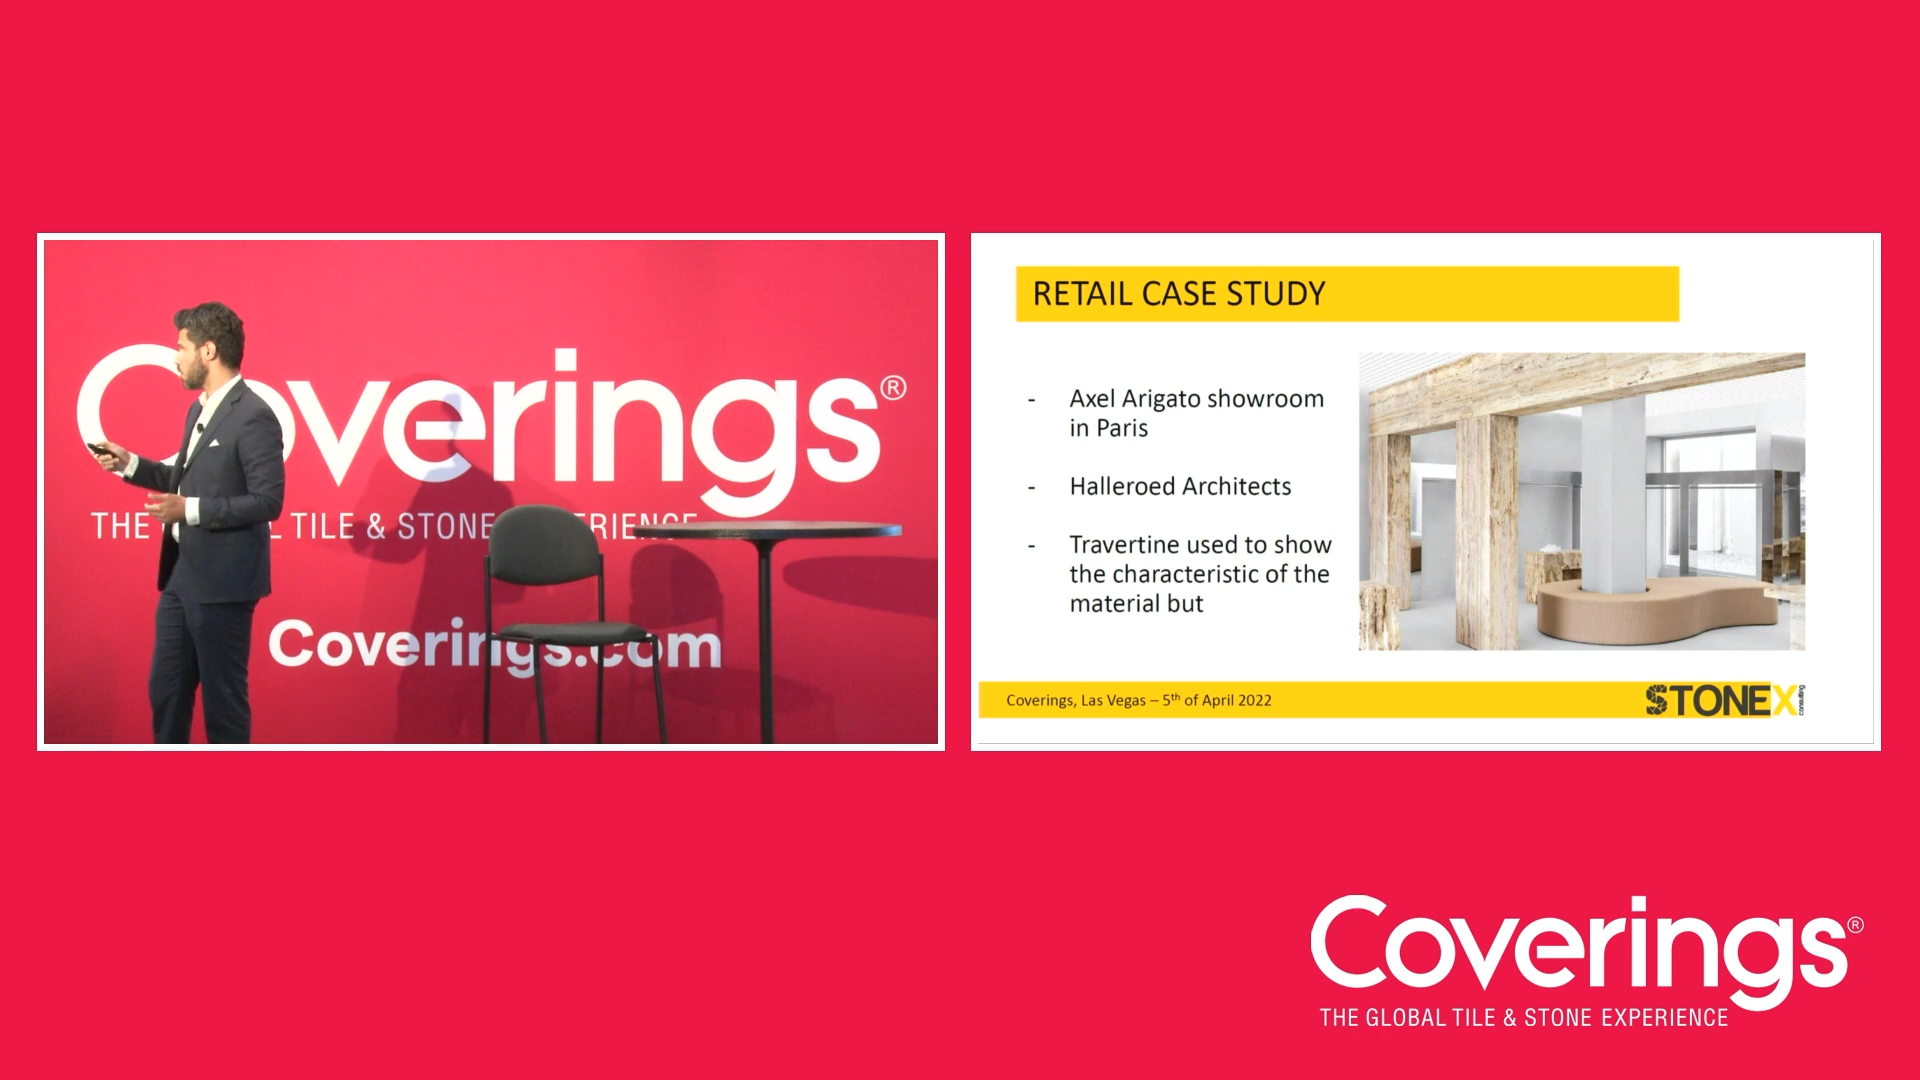 Coverings®
THE L TILE & STONE ERIENC
Coverings.com
RETAIL CASE STUDY
- Axel Arigato showroom
in Paris
- Halleroed Architects
- Travertine used to show
the characteristic of the
material but
Coverings, Las Vegas – 5th of April 2022
STONEX consulting
Coverings®
THE GLOBAL TILE & STONE EXPERIENCE